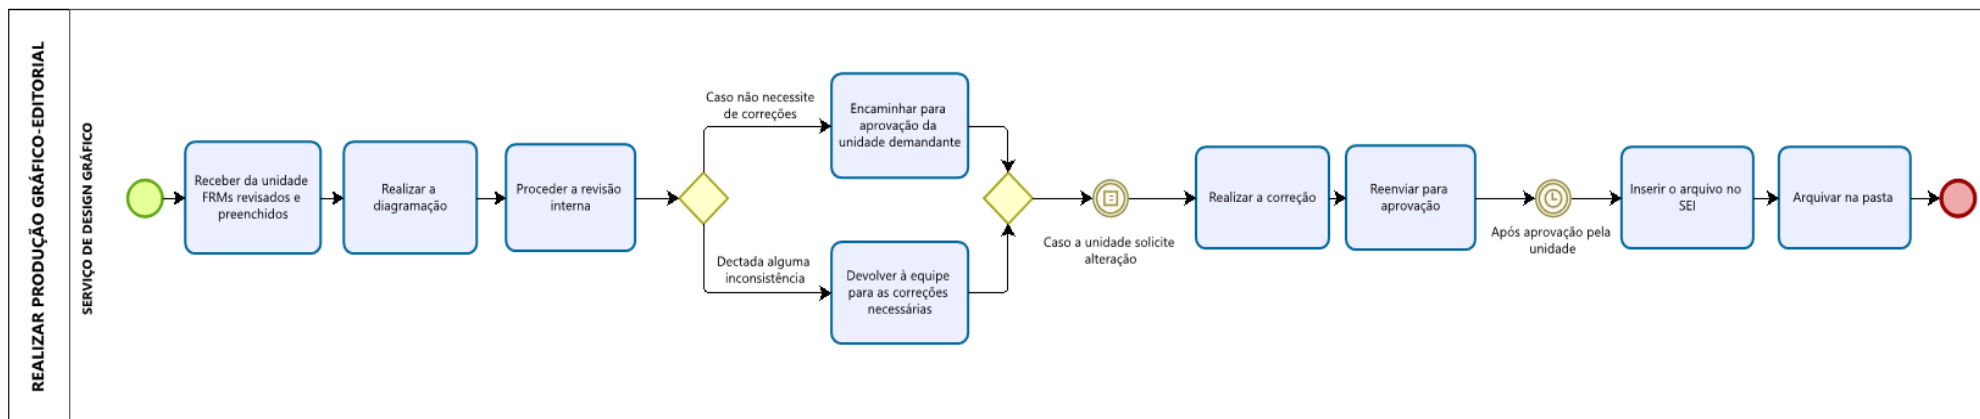 REALIZAR PRODUÇÃO GRÁFICO-EDITORIAL
SERVIÇO DE DESIGN GRÁFICO
Receber da unidade
FRMs revisados e
preenchidos
Realizar a
diagramação
Proceder a revisão
interna
Caso não necessite
de correções
Encaminhar para
aprovação da
unidade demandante
Dectada alguma
inconsistência
Devolver à equipe
para as correções
necessárias
Caso a unidade solicite
alteração
Realizar a correção
Reenviar para
aprovação
Após aprovação pela
unidade
Inserir o arquivo no
SEI
Arquivar na pasta